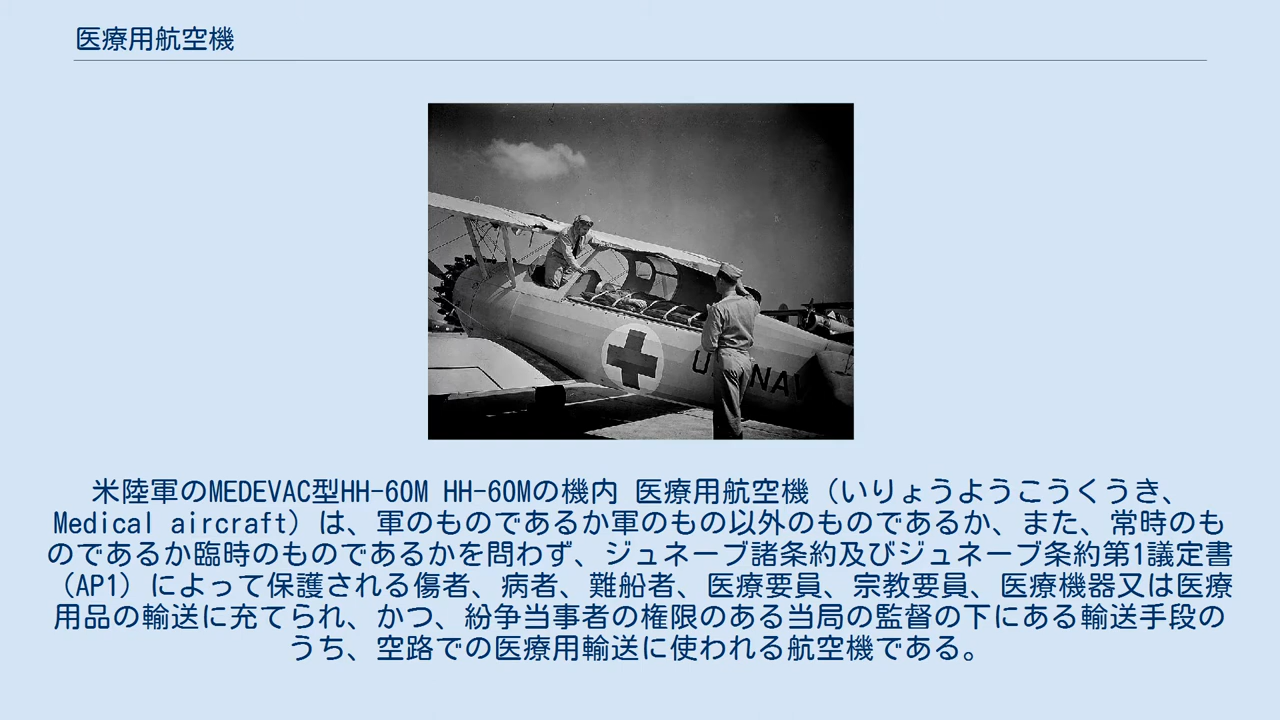 医療用航空機
U. NAV
米陸軍のMEDEVAC型HH-60M HH-60Mの機内 医療用航空機（いりょうようこうくうき、
Medical aircraft）は、軍のものであるか軍のもの以外のものであるか、また、常時のも
のであるか臨時のものであるかを問わず、ジュネーブ諸条約及びジュネーブ条約第1議定書
（AP1）によって保護される傷者、病者、難船者、医療要員、宗教要員、医療機器又は医療
用品の輸送に充てられ、かつ、紛争当事者の権限のある当局の監督の下にある輸送手段の
うち、空路での医療用輸送に使われる航空機である。